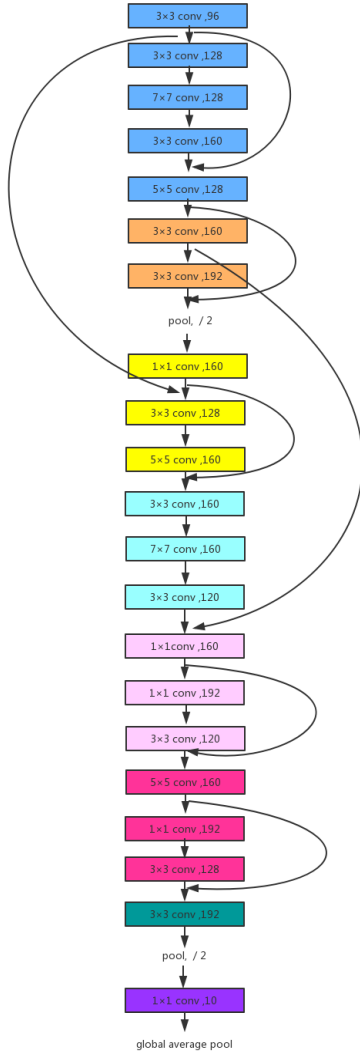 3×3 conv ,96
3×3 conv ,128
7×7 conv ,128
3×3 conv ,160
5×5 conv ,128
3×3 conv ,160
3×3 conv ,192
pool, / 2
1×1 conv ,160
3×3 conv ,128
5×5 conv ,160
3×3 conv ,160
7×7 conv ,160
3×3 conv ,120
1×1conv ,160
1×1 conv ,192
3×3 conv ,120
5×5 conv ,160
1×1 conv ,192
3×3 conv ,128
3×3 conv ,192
pool, / 2
1×1 conv ,10
global average pool